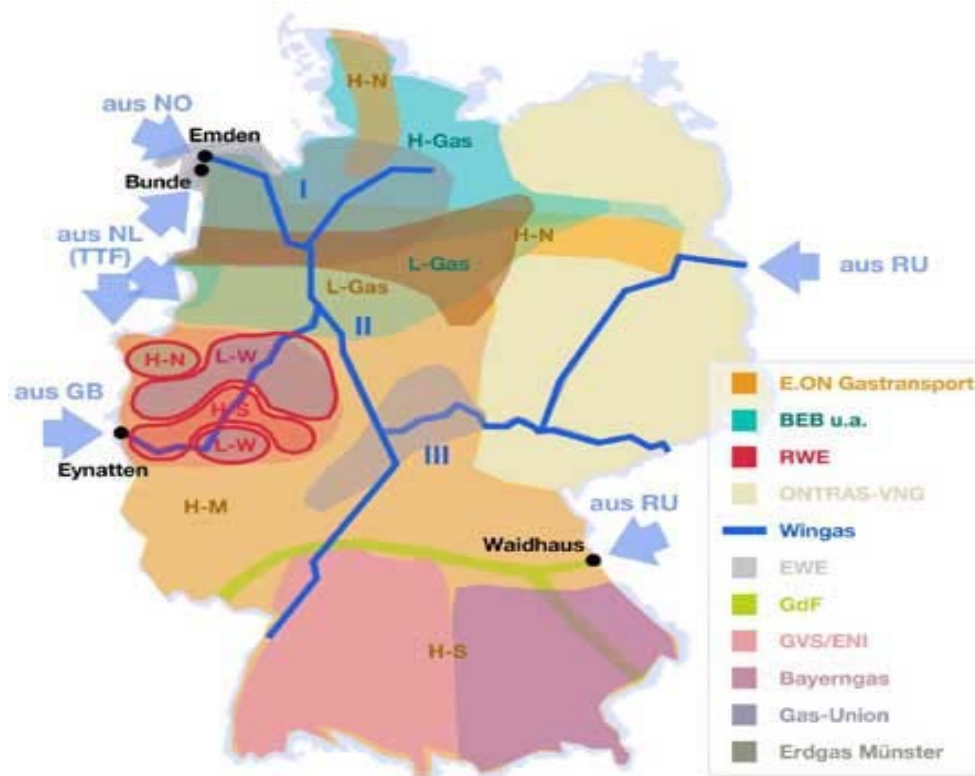 H-N
aus NO
Emden
H-Gas
Bunde
I
aus NL
(TTF)
H-N
L-Gas
aus RU
L-Gas
II
H-N
L-W
aus GB
H-S
L-W
III
Eynatten
H-M
aus RU
Waidhaus
H-S
E.ON Gastransport
BEB u.a.
RWE
ONTRAS-VNG
Wingas
EWE
GdF
GVS/ENI
Bayerngas
Gas-Union
Erdgas Münster